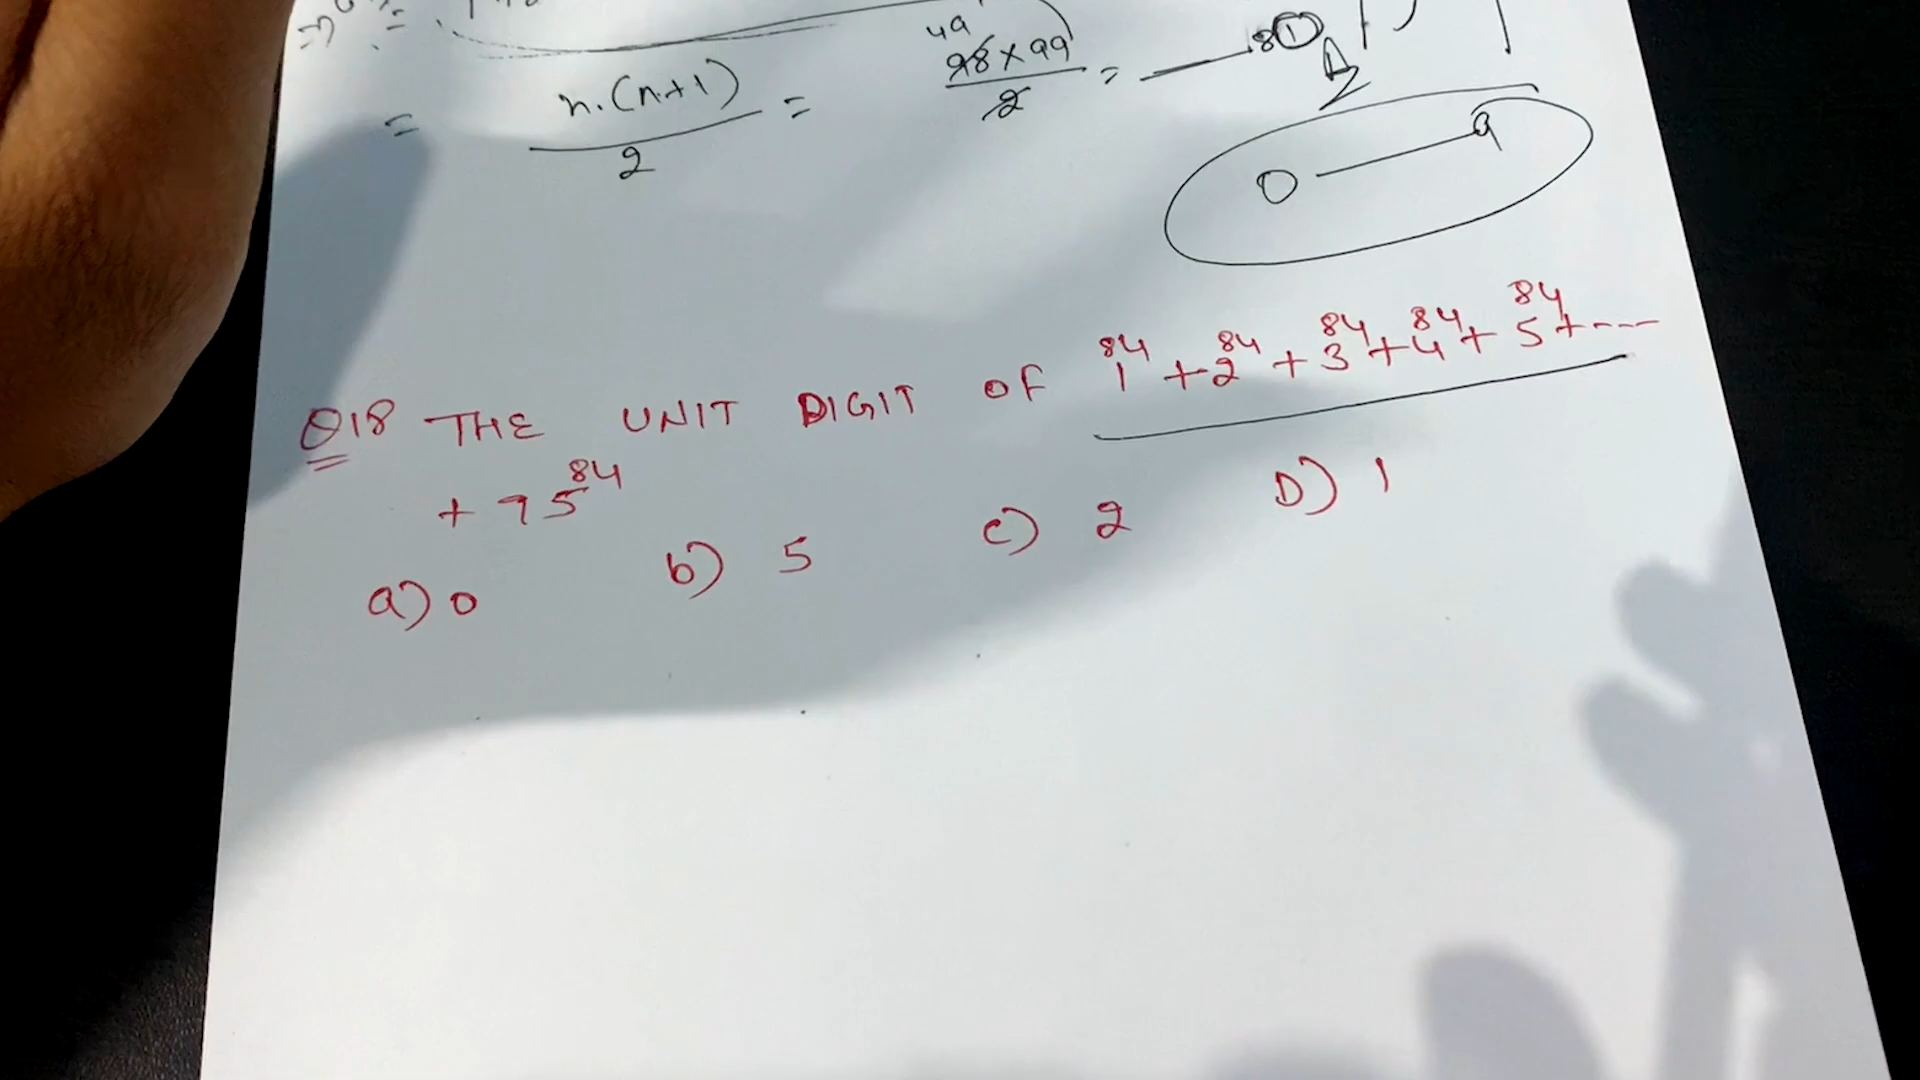 = n.(n+1)/2 = 49 98×99/2 = 81
0 — 9
Q18 THE UNIT DIGIT OF 1^84 + 2^84 + 3^84 + 4^84 + 5^84 + ---
+ 95^84
a) 0 b) 5 c) 2 D) 1